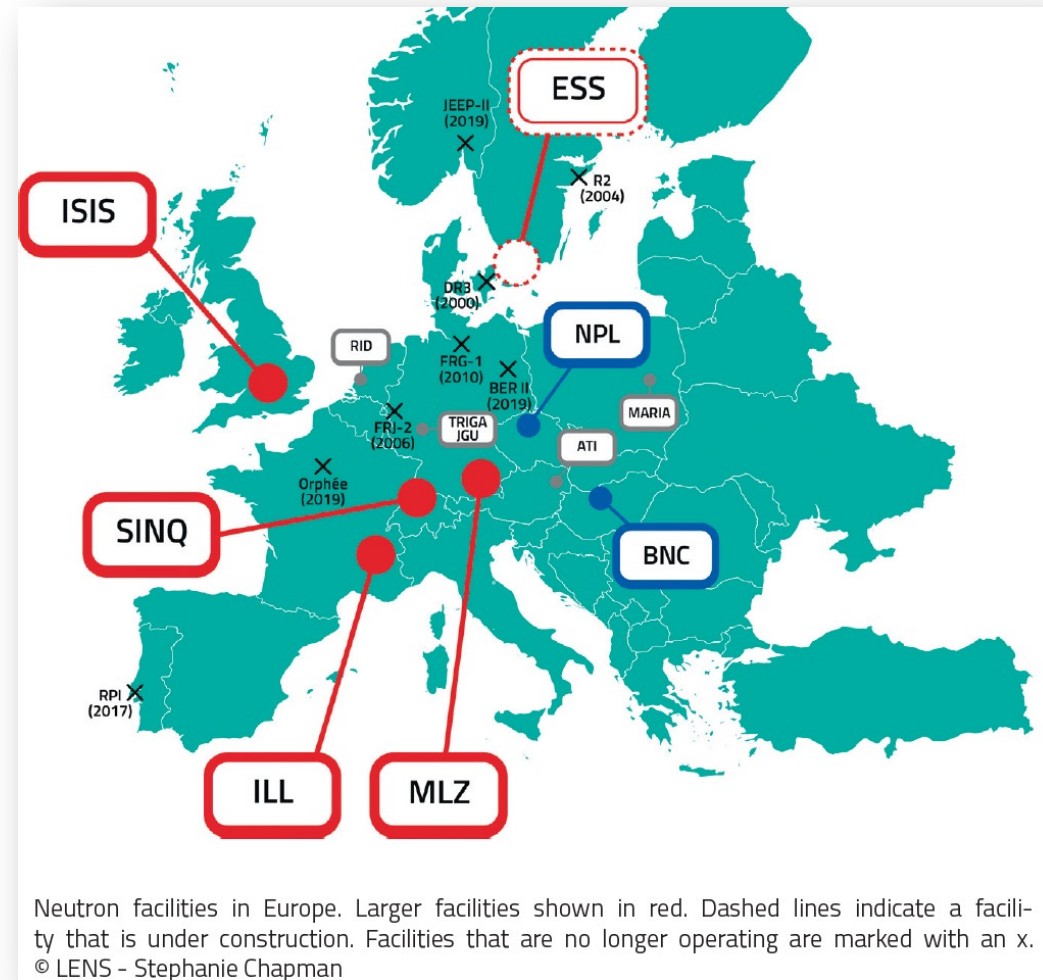 ESS
JEEP-II
(2019)
R2
(2004)
ISIS
DR3
(2000)
NPL
RID
FRG-1
(2010)
BER II
(2019)
MARIA
FRJ-2
(2006)
TRIGA
JGU
ATI
Orphée
(2019)
SINQ
BNC
RPI
(2017)
ILL
MLZ
Neutron facilities in Europe. Larger facilities shown in red. Dashed lines indicate a facili-
ty that is under construction. Facilities that are no longer operating are marked with an x.
© LENS - Stephanie Chapman